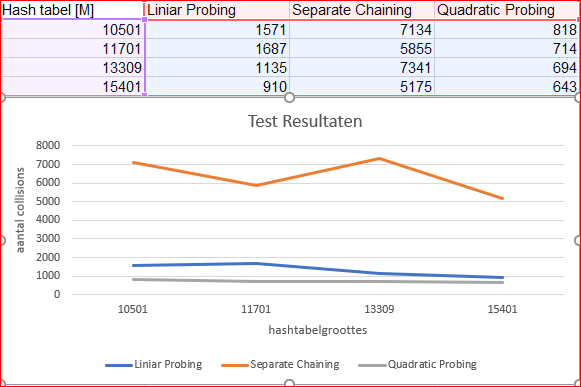 Hash tabel [M] Liniar Probing Separate Chaining Quadratic Probing
10501 1571 7134 818
11701 1687 5855 714
13309 1135 7341 694
15401 910 5175 643
Test Resultaten
8000
7000
6000
5000
4000
3000
2000
1000
0
aantal collisions
10501 11701 13309 15401
hashtabelgroottes
Liniar Probing Separate Chaining Quadratic Probing